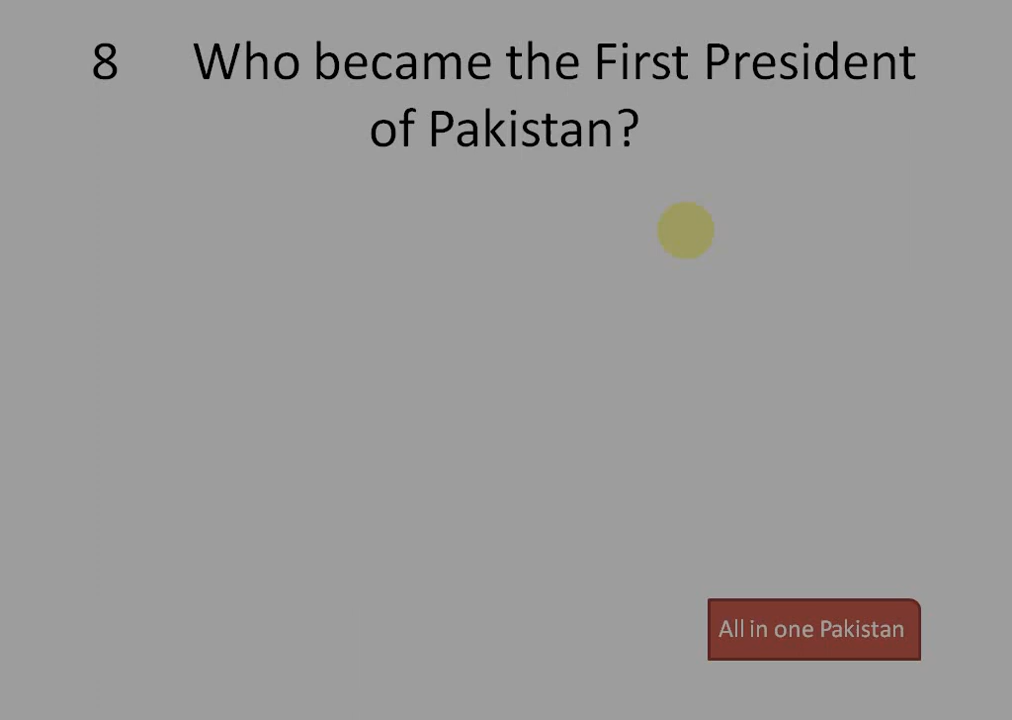 8 Who became the First President
of Pakistan?
All in one Pakistan